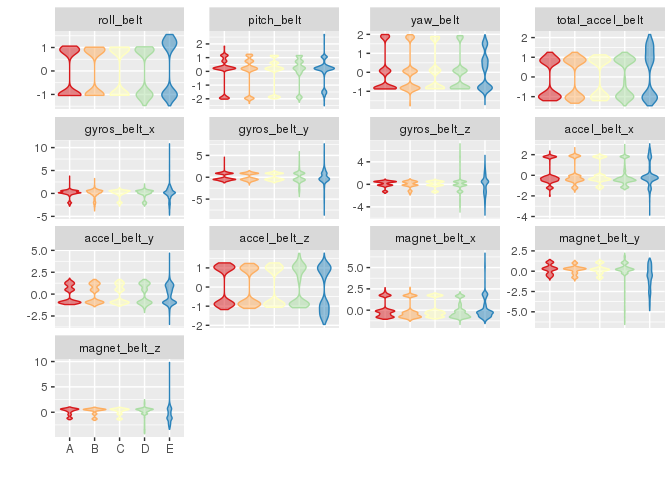 roll_belt pitch_belt yaw_belt total_accel_belt
1 0 -1
2 1 0 -1 -2
2 1 0 -1
2 1 0 -1
gyros_belt_x gyros_belt_y gyros_belt_z accel_belt_x
10 5 0 -5
5 0 -5
4 0 -4
2 0 -2 -4
accel_belt_y accel_belt_z magnet_belt_x magnet_belt_y
5.0 2.5 0.0 -2.5
1 0 -1 -2
5.0 2.5 0.0
2.5 0.0 -2.5 -5.0
magnet_belt_z
10 5 0
A B C D E